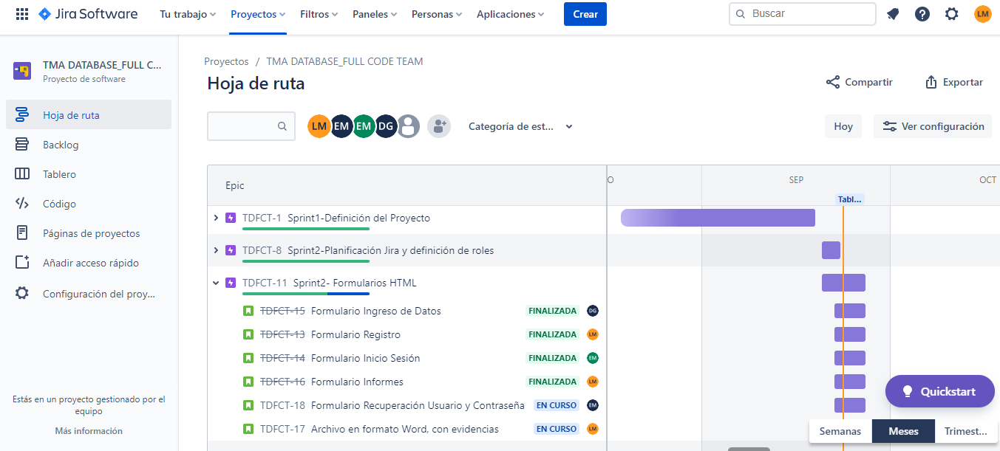 Jira Software Tu trabajo Proyectos Filtros Paneles Personas Aplicaciones Crear Buscar LM
TMA DATABASE_FULL C...
Proyecto de software
Hoja de ruta
Backlog
Tablero
Código
Páginas de proyectos
Añadir acceso rápido
Configuración del proy...
Estás en un proyecto gestionado por el
equipo
Más información
Proyectos / TMA DATABASE_FULL CODE TEAM
Hoja de ruta
Compartir Exportar
LM EM EM DG Categoría de est... Hoy Ver configuración
Epic O SEP OCT
Tabl...
TDFCT-1 Sprint1-Definición del Proyecto
TDFCT-8 Sprint2-Planificación Jira y definición de roles
TDFCT-11 Sprint2- Formularios HTML
TDFCT-15 Formulario Ingreso de Datos FINALIZADA DG
TDFCT-13 Formulario Registro FINALIZADA LM
TDFCT-14 Formulario Inicio Sesión FINALIZADA EM
TDFCT-16 Formulario Informes FINALIZADA LM
TDFCT-18 Formulario Recuperación Usuario y Contraseña EN CURSO EM
TDFCT-17 Archivo en formato Word, con evidencias EN CURSO LM
Quickstart
Semanas Meses Trimest...